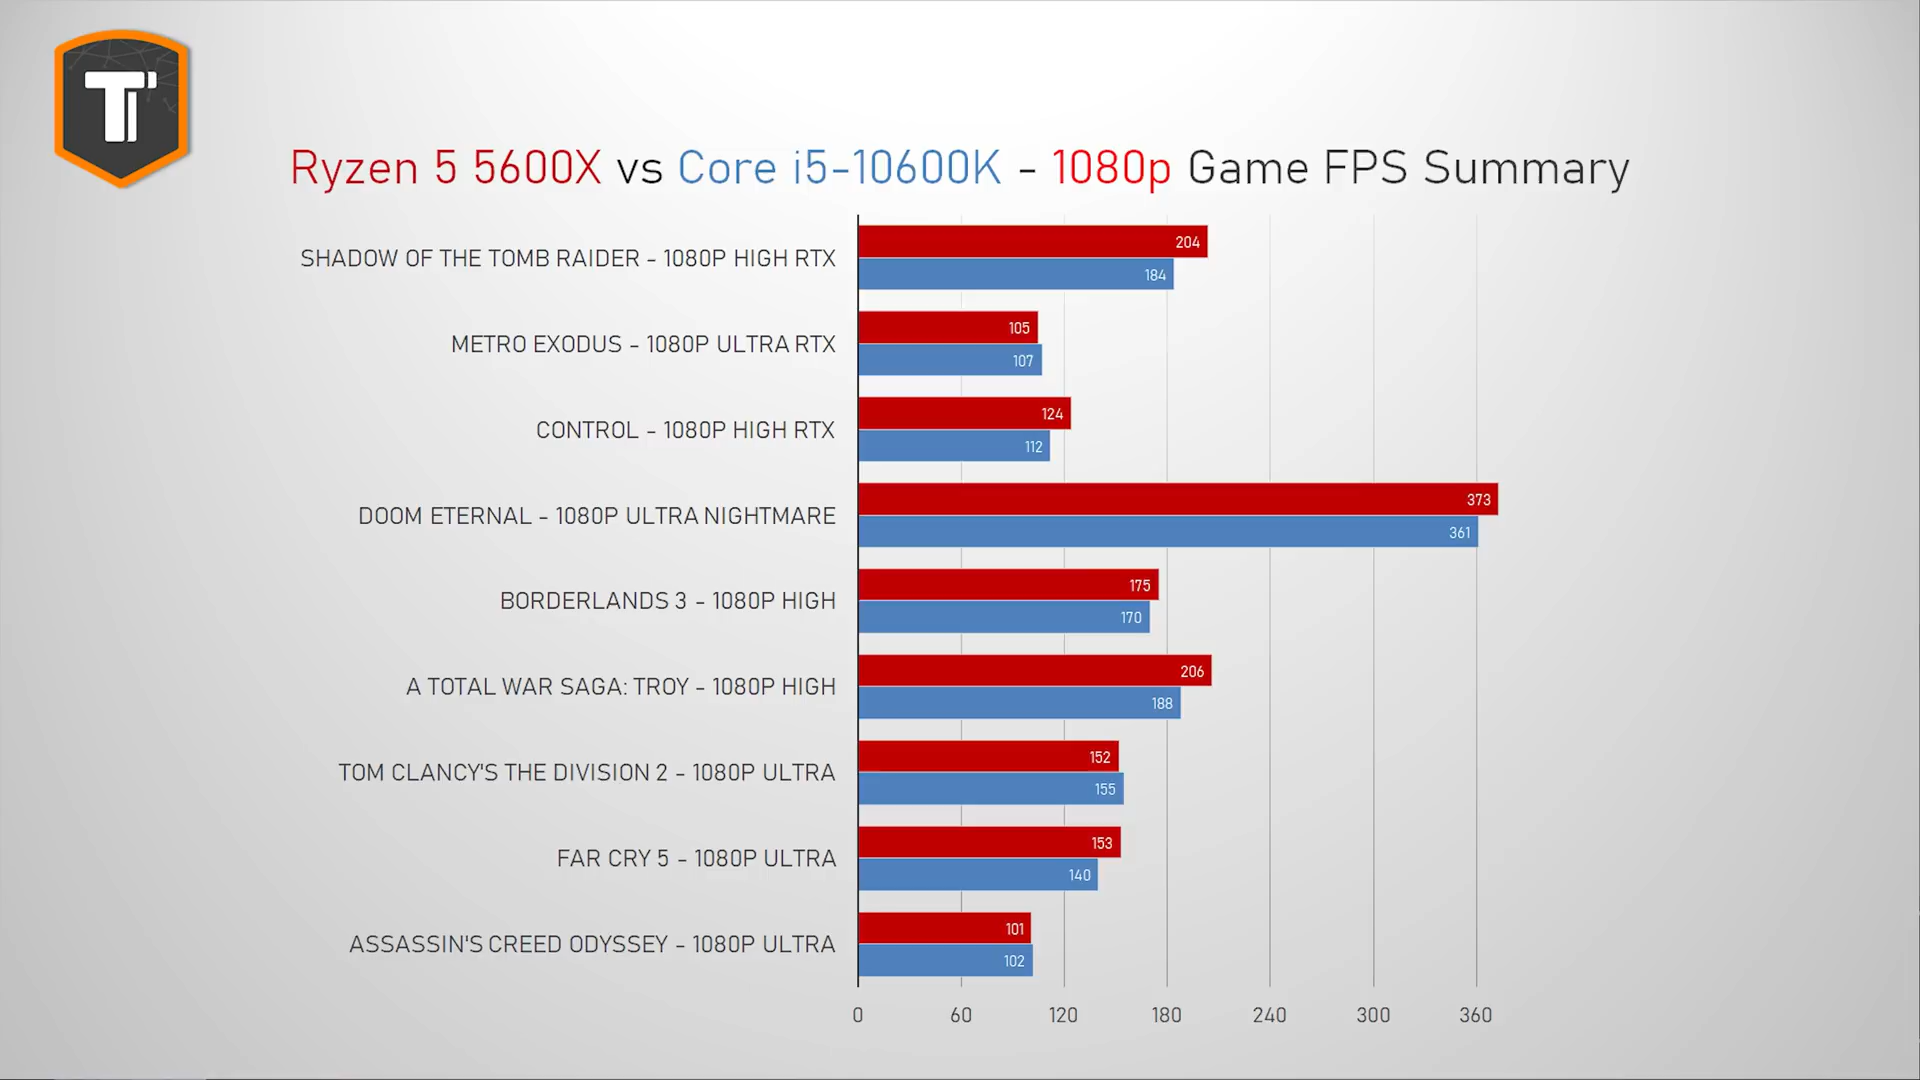 T
Ryzen 5 5600X vs Core i5-10600K - 1080p Game FPS Summary
SHADOW OF THE TOMB RAIDER - 1080P HIGH RTX
204
184
METRO EXODUS - 1080P ULTRA RTX
105
107
CONTROL - 1080P HIGH RTX
124
112
DOOM ETERNAL - 1080P ULTRA NIGHTMARE
373
361
BORDERLANDS 3 - 1080P HIGH
175
170
A TOTAL WAR SAGA: TROY - 1080P HIGH
206
188
TOM CLANCY'S THE DIVISION 2 - 1080P ULTRA
152
155
FAR CRY 5 - 1080P ULTRA
153
140
ASSASSIN'S CREED ODYSSEY - 1080P ULTRA
101
102
0 60 120 180 240 300 360